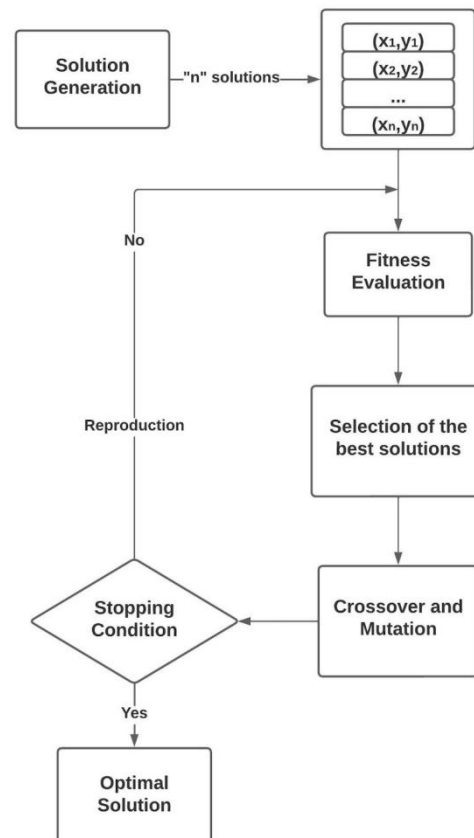 Solution
Generation
"n" solutions
(x₁,y₁)
(x₂,y₂)
...
(xₙ,yₙ)
No
Fitness
Evaluation
Reproduction
Selection of the
best solutions
Stopping
Condition
Crossover and
Mutation
Yes
Optimal
Solution